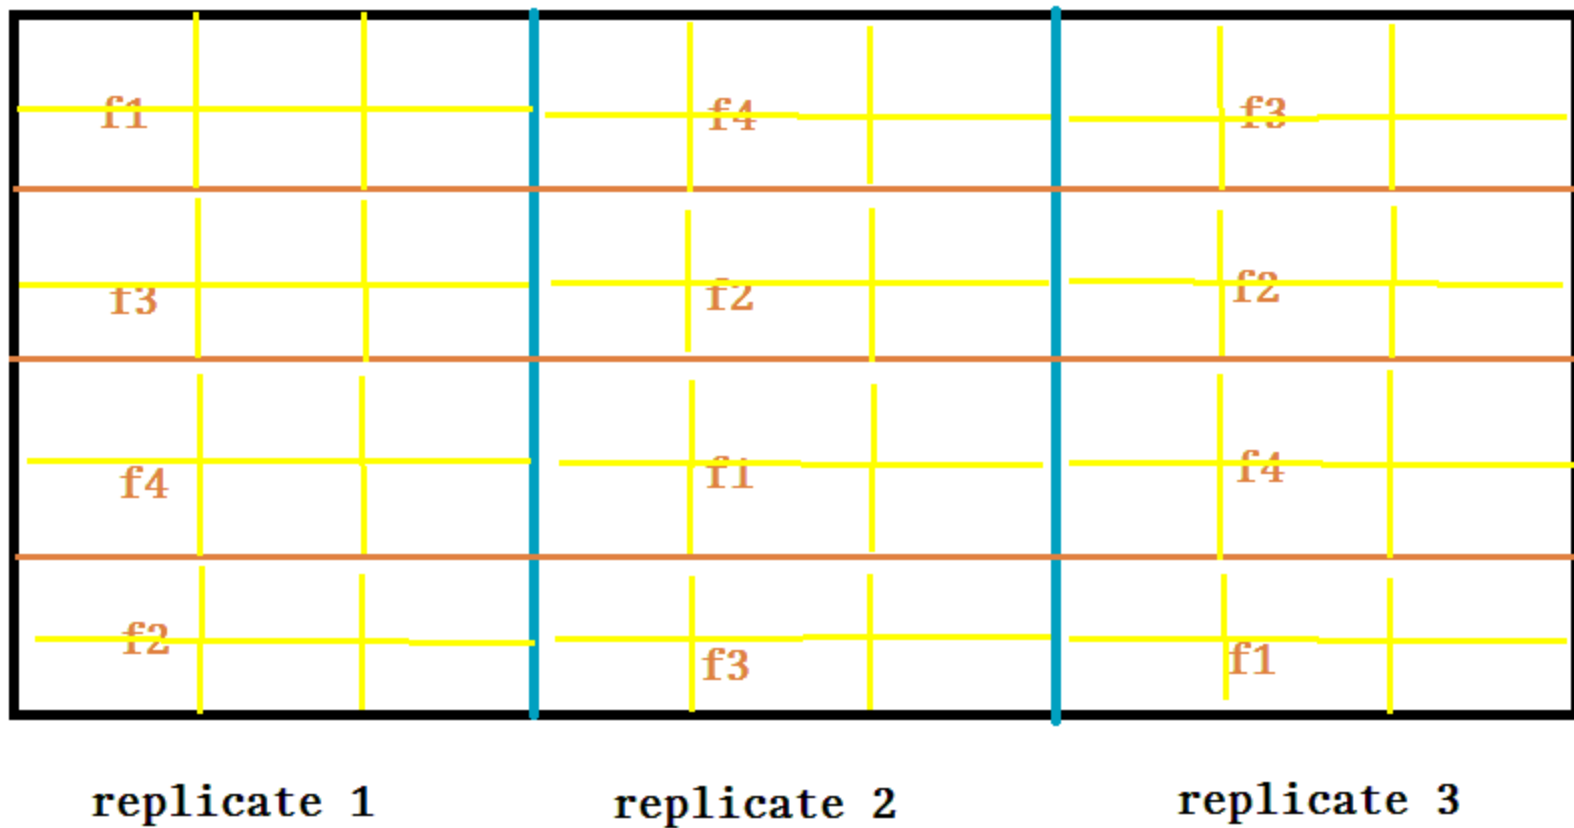 f1 f4 f3
f3 f2 f2
f4 f1 f4
f2 f3 f1
replicate 1 replicate 2 replicate 3